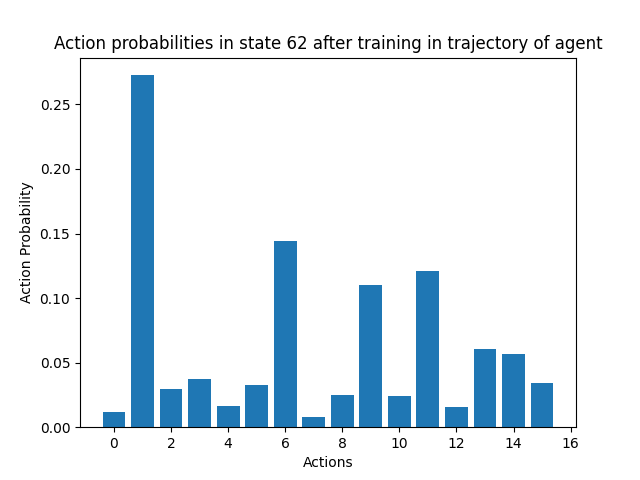 Action probabilities in state 62 after training in trajectory of agent
Action Probability
0.25
0.20
0.15
0.10
0.05
0.00
0 2 4 6 8 10 12 14 16
Actions